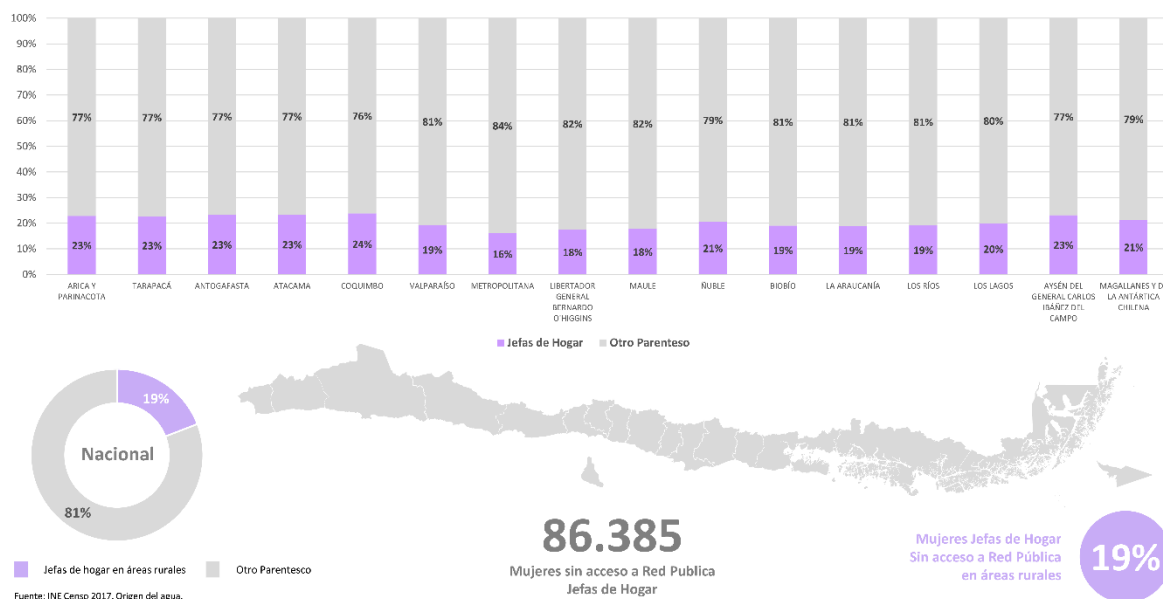 100%
90%
80%
70%
60%
50%
40%
30%
20%
10%
0%
77% 77% 77% 77% 76% 81% 84% 82% 82% 79% 81% 81% 81% 80% 77% 79%
23% 23% 23% 23% 24% 19% 16% 18% 18% 21% 19% 19% 19% 20% 23% 21%
ARICA Y
PARINACOTA
TARAPACÁ
ANTOGAFASTA
ATACAMA
COQUIMBO
VALPARAÍSO
METROPOLITANA
LIBERTADOR
GENERAL
BERNARDO
O'HIGGINS
MAULE
ÑUBLE
BIOBÍO
LA ARAUCANÍA
LOS RÍOS
LOS LAGOS
AYSÉN DEL
GENERAL CARLOS
IBÁÑEZ DEL
CAMPO
MAGALLANES Y D
LA ANTÁRTICA
CHILENA
Jefas de Hogar Otro Parenteso
19%
Nacional
81%
Jefas de hogar en áreas rurales Otro Parentesco
Fuente: INE Censp 2017. Origen del agua.
86.385
Mujeres sin acceso a Red Publica
Jefas de Hogar
Mujeres Jefas de Hogar
Sin acceso a Red Pública
en áreas rurales
19%